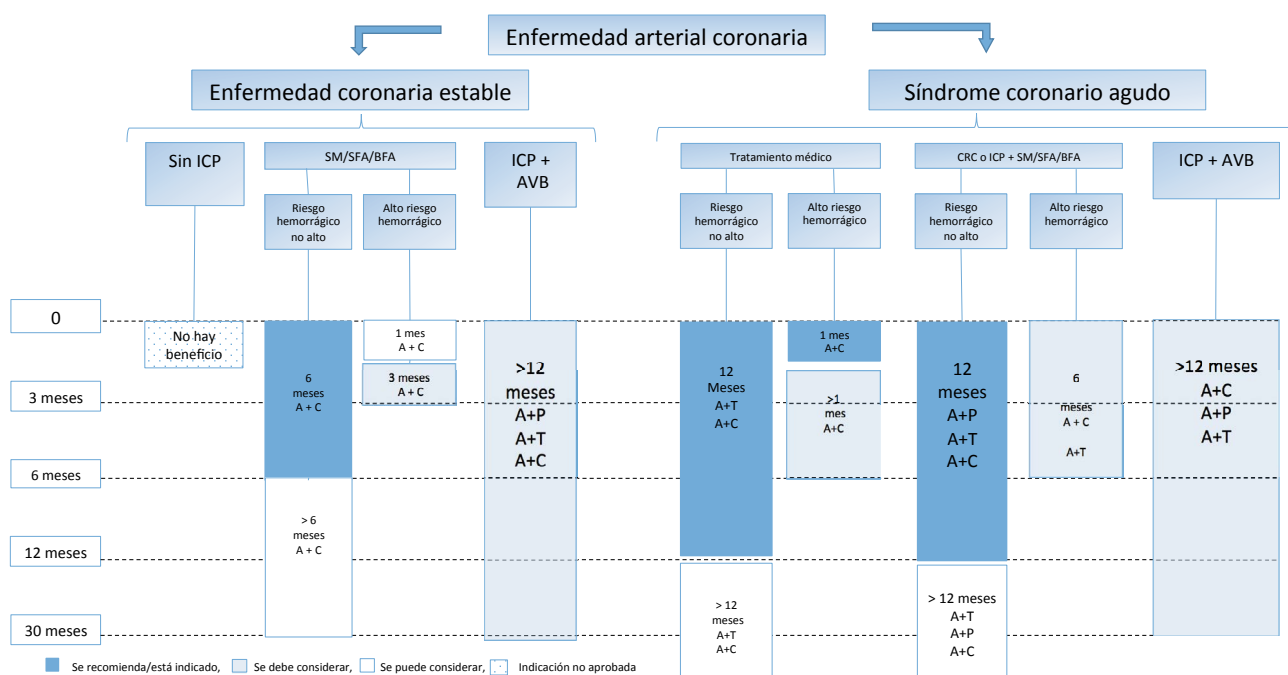 Enfermedad arterial coronaria
Enfermedad coronaria estable
Síndrome coronario agudo
Sin ICP
SM/SFA/BFA
ICP +
AVB
Tratamiento médico
CRC o ICP + SM/SFA/BFA
ICP + AVB
Riesgo
hemorrágico
no alto
Alto riesgo
hemorrágico
Riesgo
hemorrágico
no alto
Alto riesgo
hemorrágico
Riesgo
hemorrágico
no alto
Alto riesgo
hemorrágico
0
3 meses
6 meses
12 meses
30 meses
No hay
beneficio
6
meses
A + C
> 6
meses
A + C
1 mes
A + C
3 meses
A + C
>12
meses
A+P
A+T
A+C
12
Meses
A+T
A+C
> 12
meses
A+T
A+C
1 mes
A+C
>1
mes
A+C
12
meses
A+P
A+T
A+C
> 12 meses
A+T
A+P
A+C
6
meses
A + C
A+T
>12 meses
A+C
A+P
A+T
Se recomienda/está indicado, Se debe considerar, Se puede considerar, Indicación no aprobada